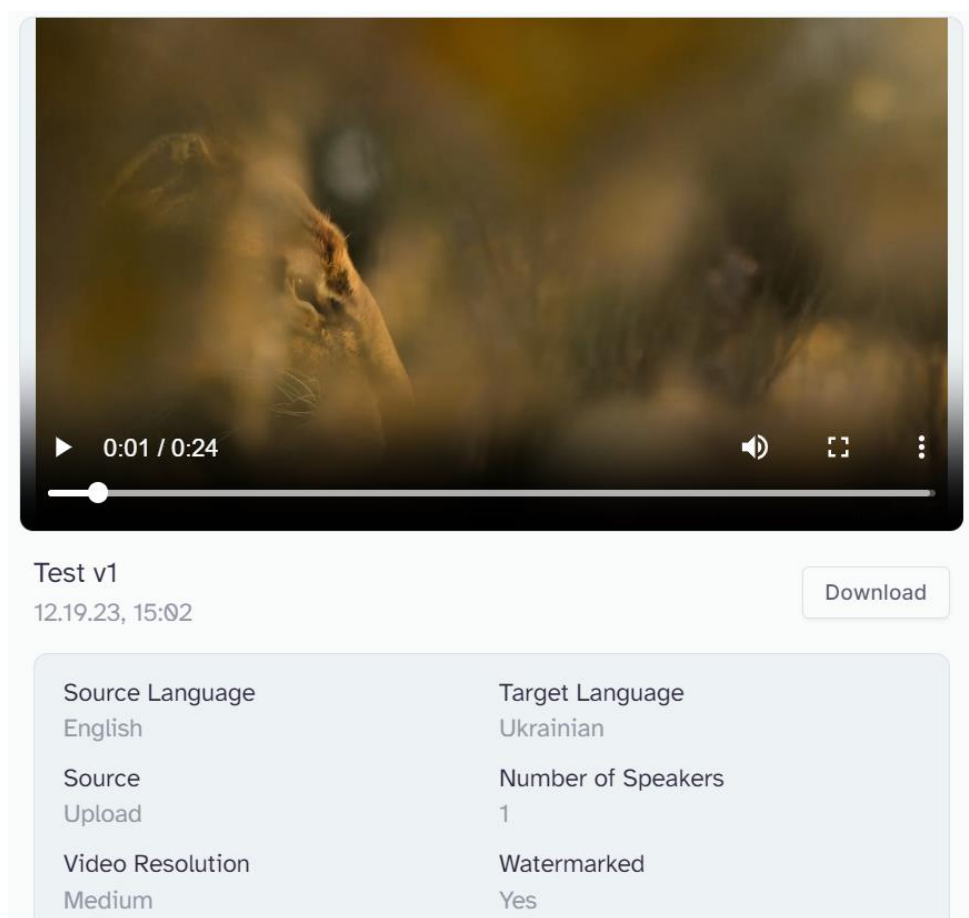 0:01 / 0:24
Test v1
Download
12.19.23, 15:02
Source Language
English
Target Language
Ukrainian
Source
Upload
Number of Speakers
1
Video Resolution
Medium
Watermarked
Yes